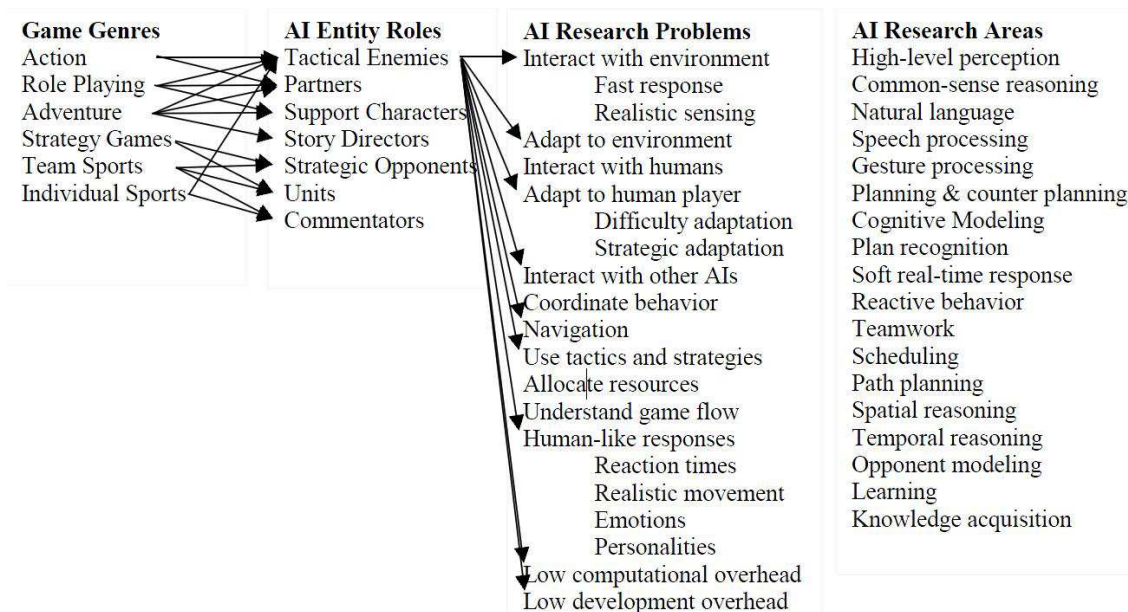 Game Genres
Action
Role Playing
Adventure
Strategy Games
Team Sports
Individual Sports
AI Entity Roles
Tactical Enemies
Partners
Support Characters
Story Directors
Strategic Opponents
Units
Commentators
AI Research Problems
Interact with environment
Fast response
Realistic sensing
Adapt to environment
Interact with humans
Adapt to human player
Difficulty adaptation
Strategic adaptation
Interact with other AIs
Coordinate behavior
Navigation
Use tactics and strategies
Allocate resources
Understand game flow
Human-like responses
Reaction times
Realistic movement
Emotions
Personalities
Low computational overhead
Low development overhead
AI Research Areas
High-level perception
Common-sense reasoning
Natural language
Speech processing
Gesture processing
Planning & counter planning
Cognitive Modeling
Plan recognition
Soft real-time response
Reactive behavior
Teamwork
Scheduling
Path planning
Spatial reasoning
Temporal reasoning
Opponent modeling
Learning
Knowledge acquisition